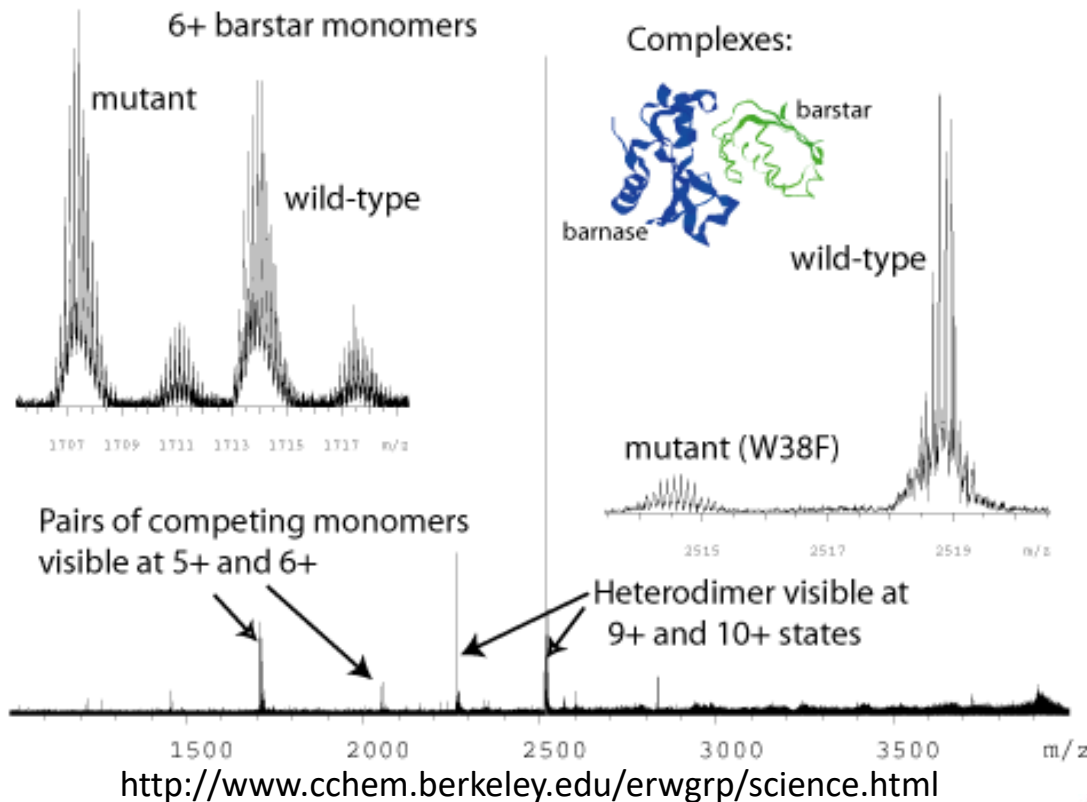 6+ barstar monomers
mutant
wild-type
1707 1709 1711 1713 1715 1717 m/z
Complexes:
barstar
barnase
wild-type
mutant (W38F)
2515 2517 2519 m/z
Pairs of competing monomers
visible at 5+ and 6+
Heterodimer visible at
9+ and 10+ states
1500 2000 2500 3000 3500 m/z
http://www.cchem.berkeley.edu/erwgrp/science.html